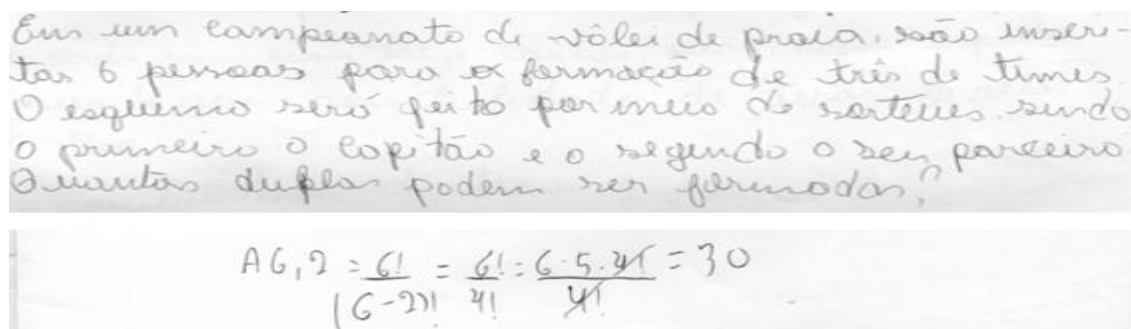 Em um campeonato de vôlei de praia, são inscri-
tas 6 pessoas para a formação de três de times.
O esquema será feito por meio de sorteios, sendo
o primeiro o capitão e o segundo o seu parceiro
Quantas duplas podem ser formadas?
A6,2 = 6!/(6-2)! = 6!/4! = 6·5·4!/4! = 30